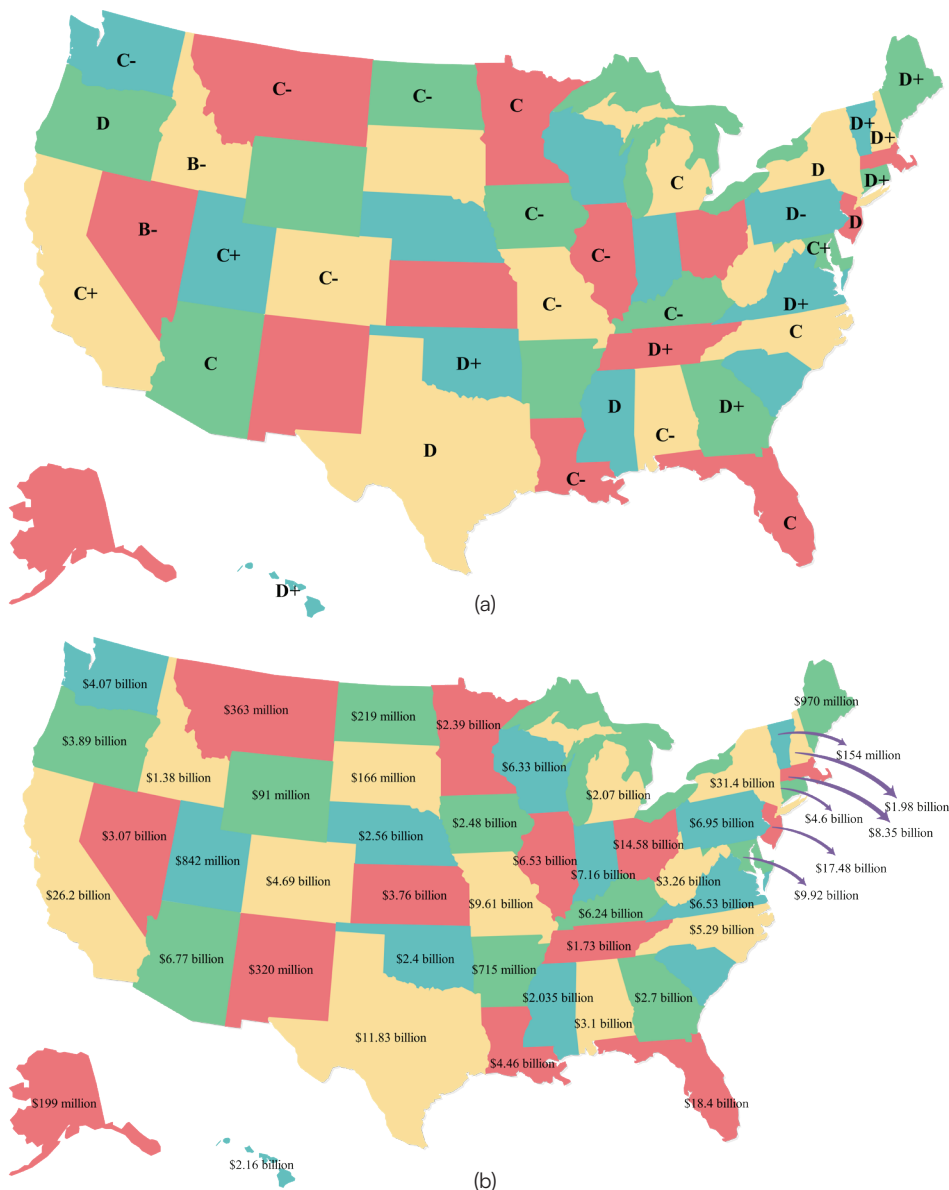 C-
C-
C-
C
D+
D
D+
D+
B-
C
D
D+
C-
D-
D
B-
C+
C+
C-
C-
C+
C-
C-
D+
C
D+
C
D+
D
D+
D
C-
C-
C
D+
(a)
$4.07 billion
$363 million
$219 million
$2.39 billion
$970 million
$3.89 billion
$154 million
$6.33 billion
$1.38 billion
$166 million
$31.4 billion
$91 million
$2.07 billion
$1.98 billion
$3.07 billion
$2.56 billion
$2.48 billion
$6.95 billion
$4.6 billion
$8.35 billion
$842 million
$6.53 billion
$14.58 billion
$17.48 billion
$26.2 billion
$4.69 billion
$3.76 billion
$7.16 billion
$3.26 billion
$9.92 billion
$9.61 billion
$6.24 billion
$6.53 billion
$5.29 billion
$6.77 billion
$320 million
$2.4 billion
$715 million
$1.73 billion
$2.035 billion
$2.7 billion
$11.83 billion
$3.1 billion
$4.46 billion
$199 million
$18.4 billion
$2.16 billion
(b)